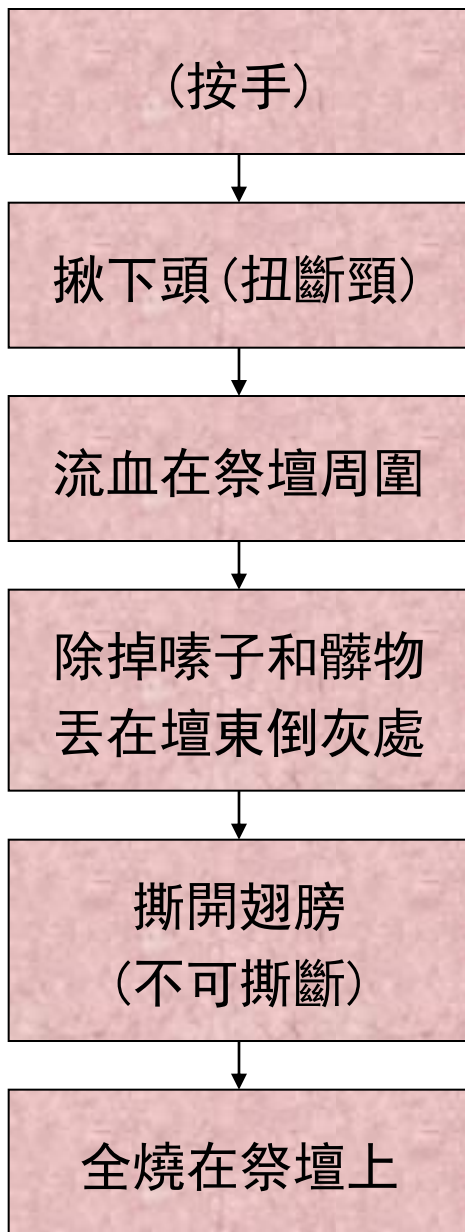 (按手)
揪下頭(扭斷頸)
流血在祭壇周圍
除掉嗉子和髒物
丟在壇東倒灰處
撕開翅膀
(不可撕斷)
全燒在祭壇上